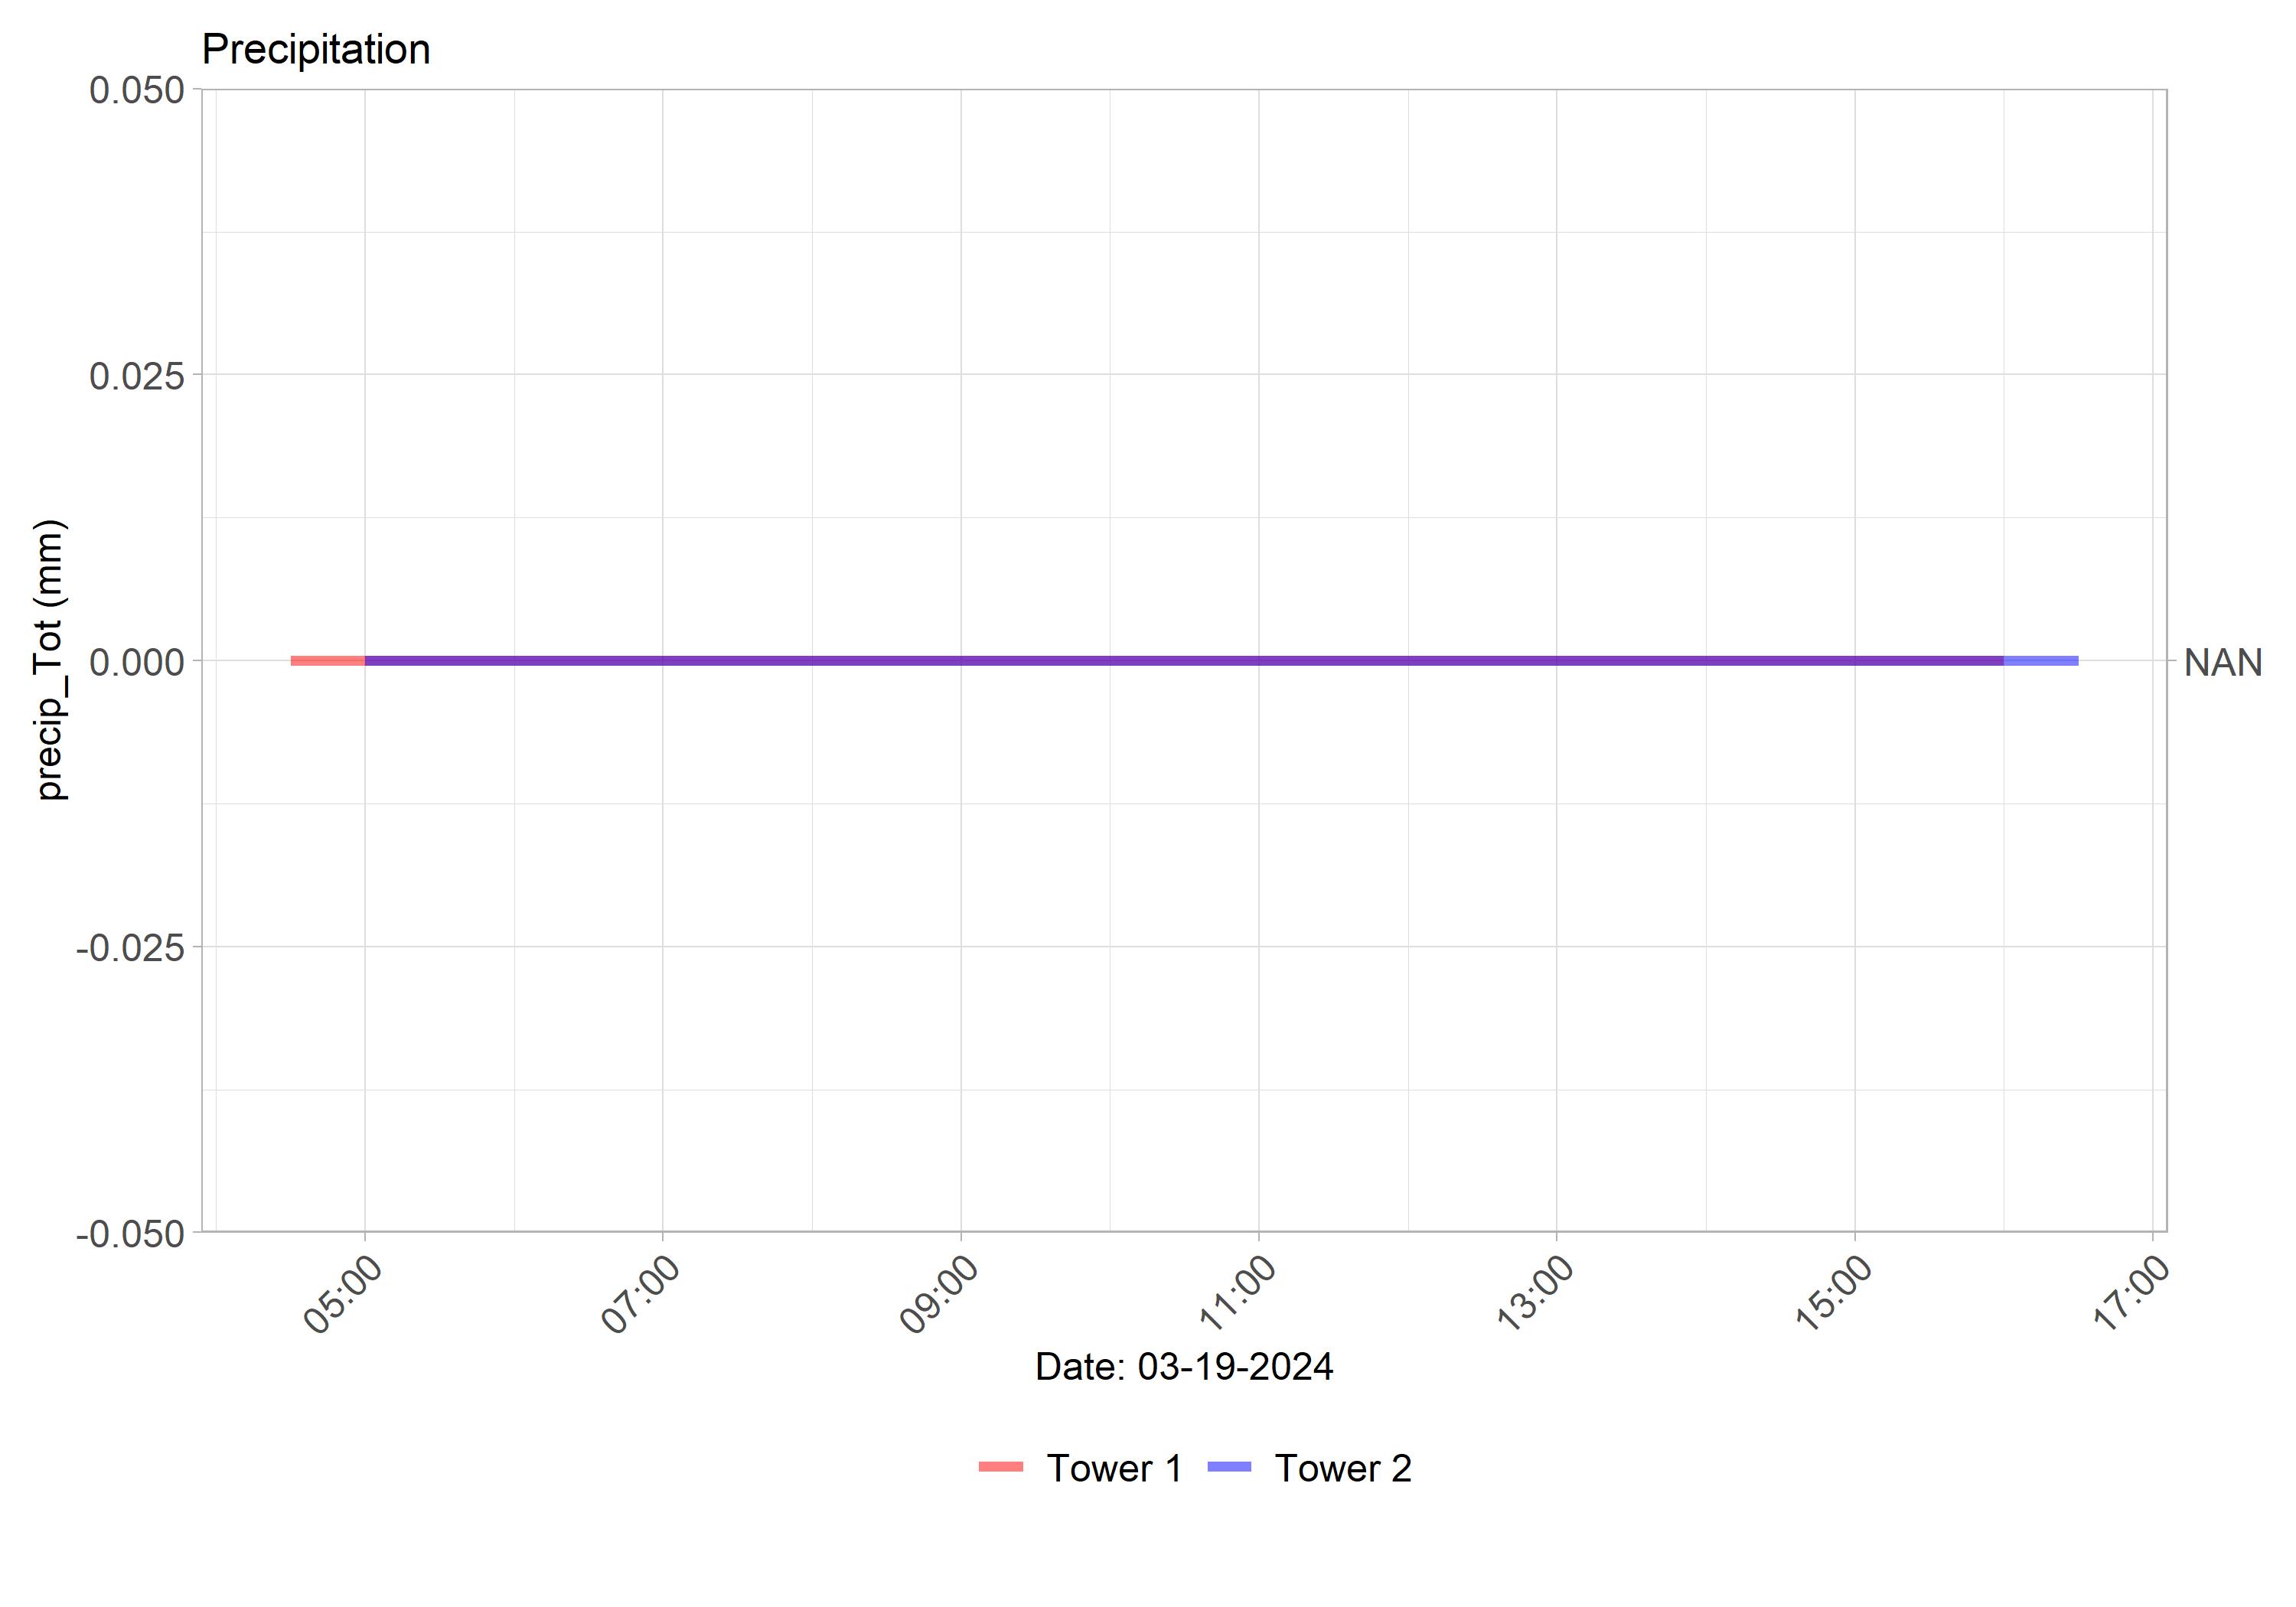 Precipitation
0.050
0.025
0.000
-0.025
-0.050
precip_Tot (mm)
NAN
05:00 07:00 09:00 11:00 13:00 15:00 17:00
Date: 03-19-2024
Tower 1 Tower 2